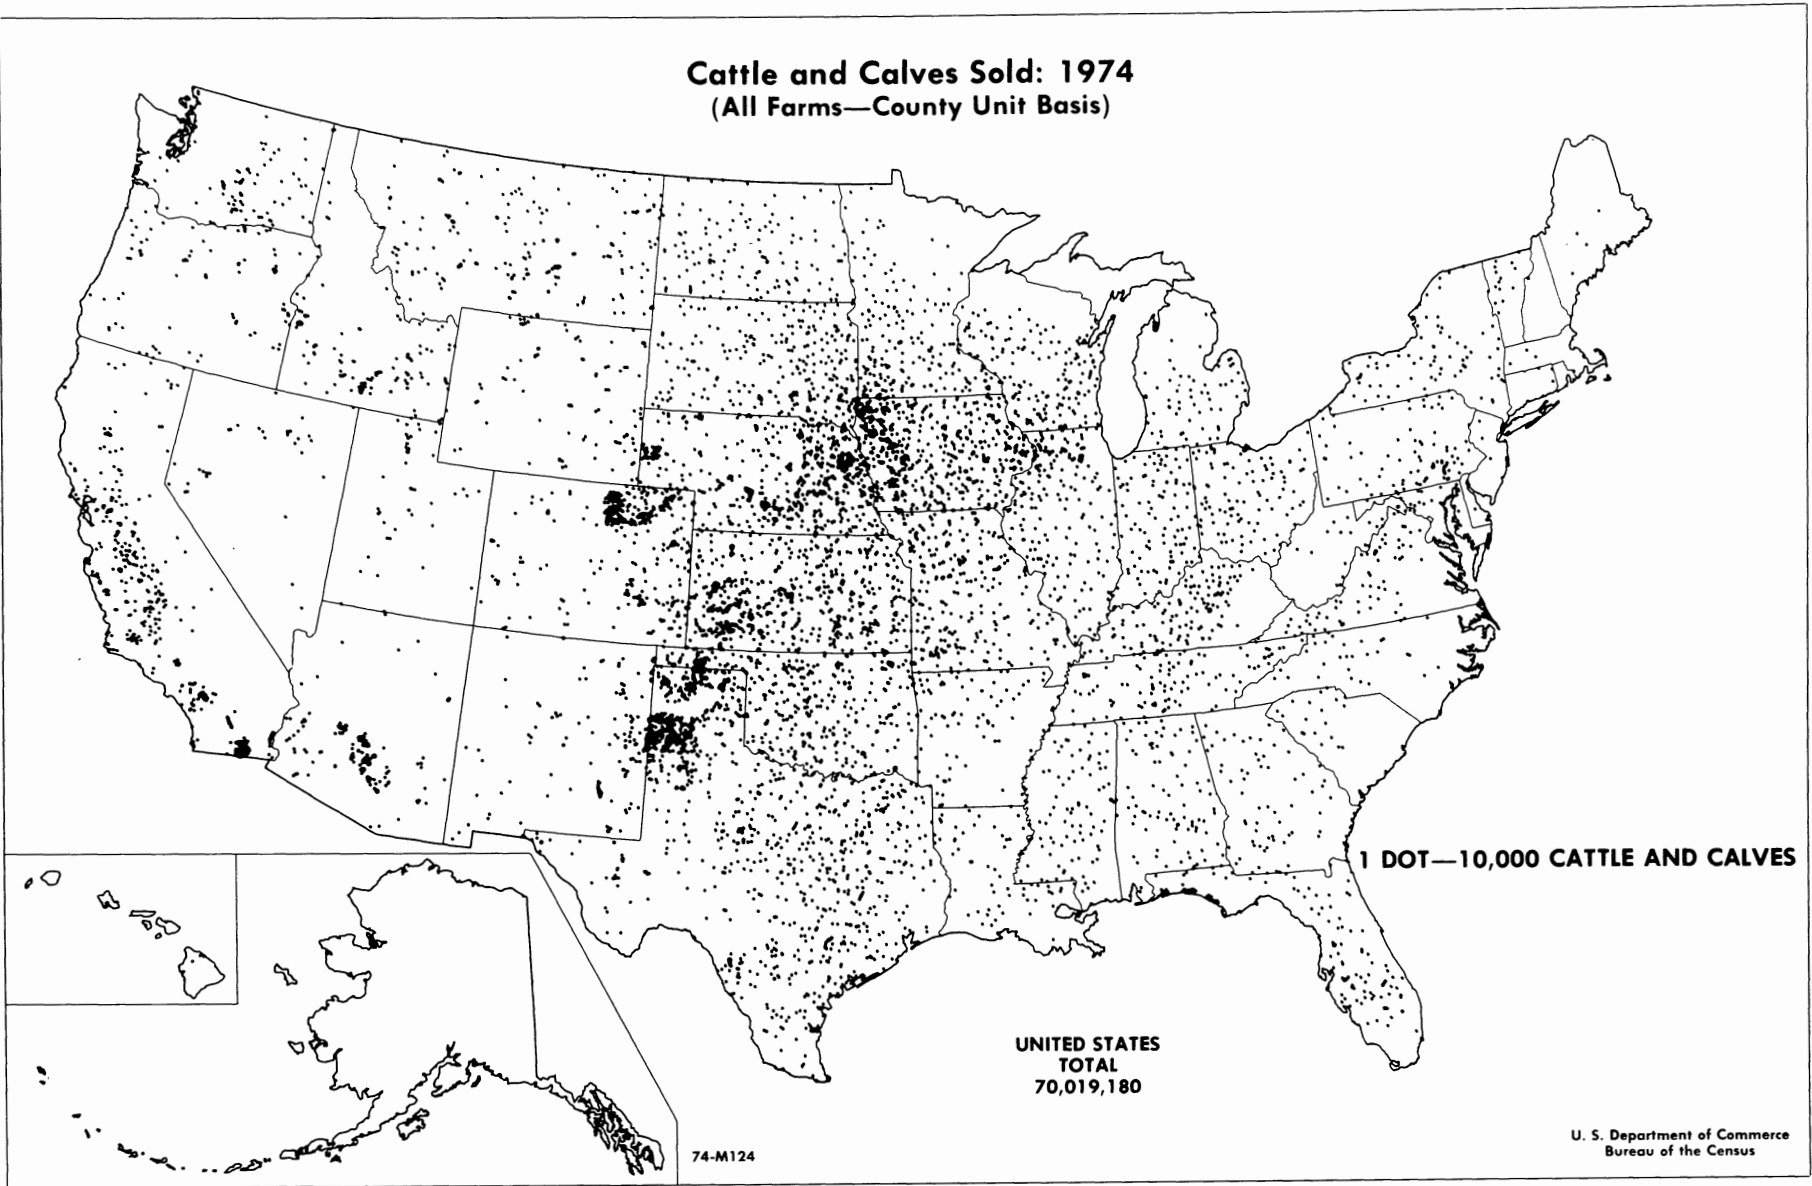 Cattle and Calves Sold: 1974
(All Farms—County Unit Basis)
1 DOT—10,000 CATTLE AND CALVES
UNITED STATES
TOTAL
70,019,180
74-M124
U. S. Department of Commerce
Bureau of the Census